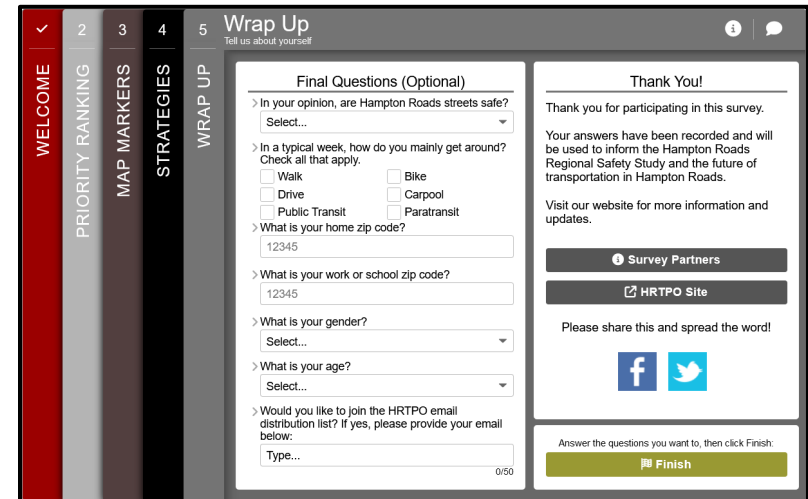 2
3
4
5
WELCOME
PRIORITY RANKING
MAP MARKERS
STRATEGIES
WRAP UP
Wrap Up
Tell us about yourself
Final Questions (Optional)
In your opinion, are Hampton Roads streets safe?
Select...
In a typical week, how do you mainly get around?
Check all that apply.
Walk
Bike
Drive
Carpool
Public Transit
Paratransit
What is your home zip code?
12345
What is your work or school zip code?
12345
What is your gender?
Select...
What is your age?
Select...
Would you like to join the HRTPO email
distribution list? If yes, please provide your email
below:
Type...
0/50
Thank You!
Thank you for participating in this survey.
Your answers have been recorded and will
be used to inform the Hampton Roads
Regional Safety Study and the future of
transportation in Hampton Roads.
Visit our website for more information and
updates.
Survey Partners
HRTPO Site
Please share this and spread the word!
f
Answer the questions you want to, then click Finish:
Finish